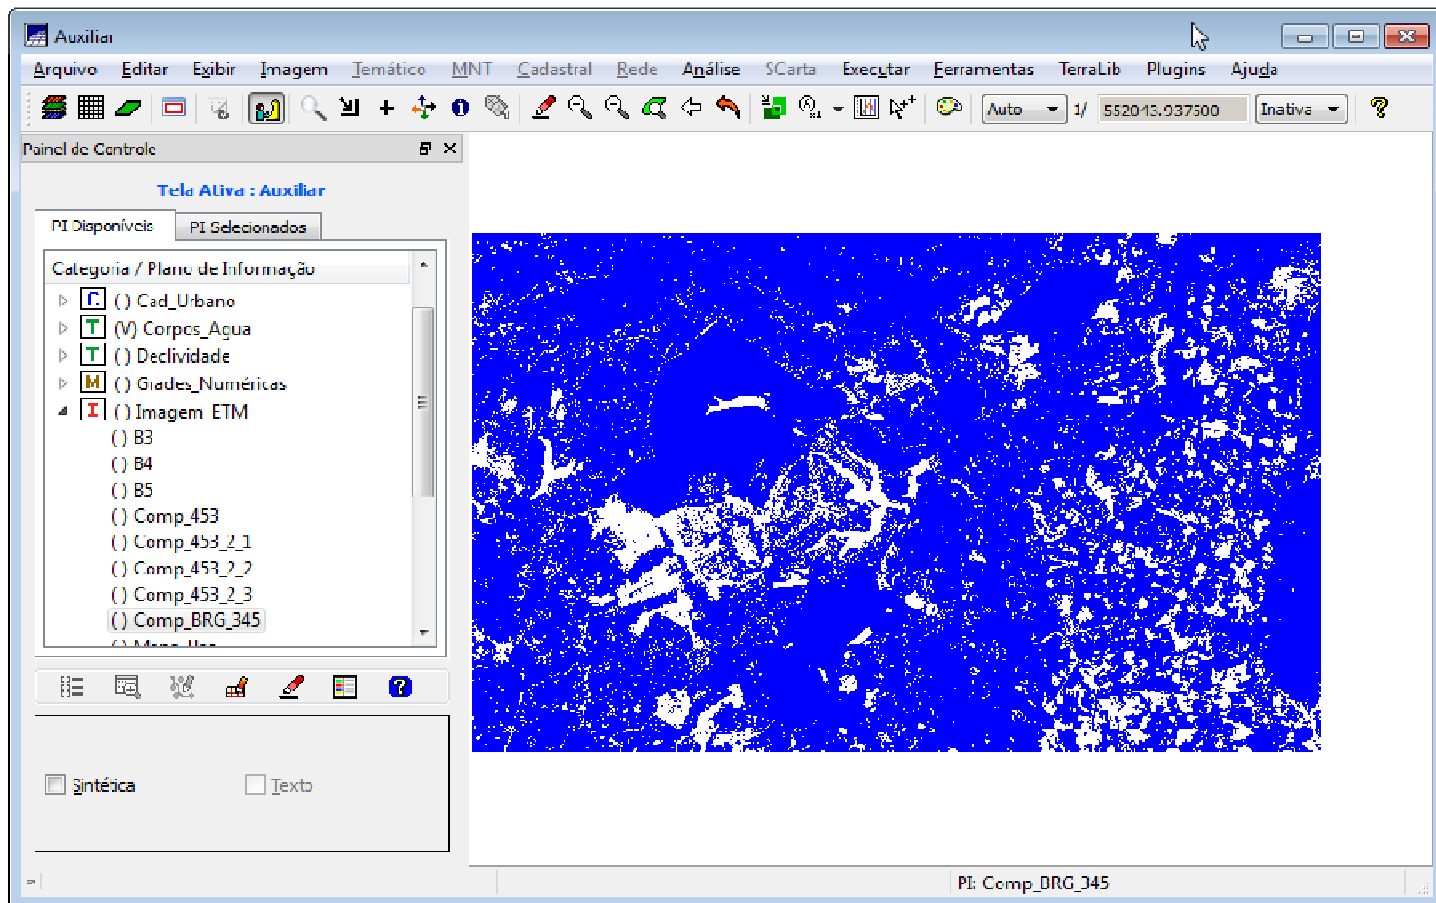 Auxiliar
Arquivo Editar Exibir Imagem Temático MNT Cadastral Rede Análise SCarta Executar Ferramentas TerraLib Plugins Ajuda
Auto 1/ 552043.937500 Inativa
Painel de Controle
Tela Ativa : Auxiliar
PI Disponíveis PI Selecionados
Categoria / Plano de Informação
( ) Cad_Urbano
T (V) Corpos_Agua
T ( ) Declividade
M ( ) Grades_Numéricas
I ( ) Imagem_ETM
( ) B3
( ) B4
( ) B5
( ) Comp_453
( ) Comp_453_2_1
( ) Comp_453_2_2
( ) Comp_453_2_3
( ) Comp_BRG_345
Sintética Texto
PI: Comp_BRG_345